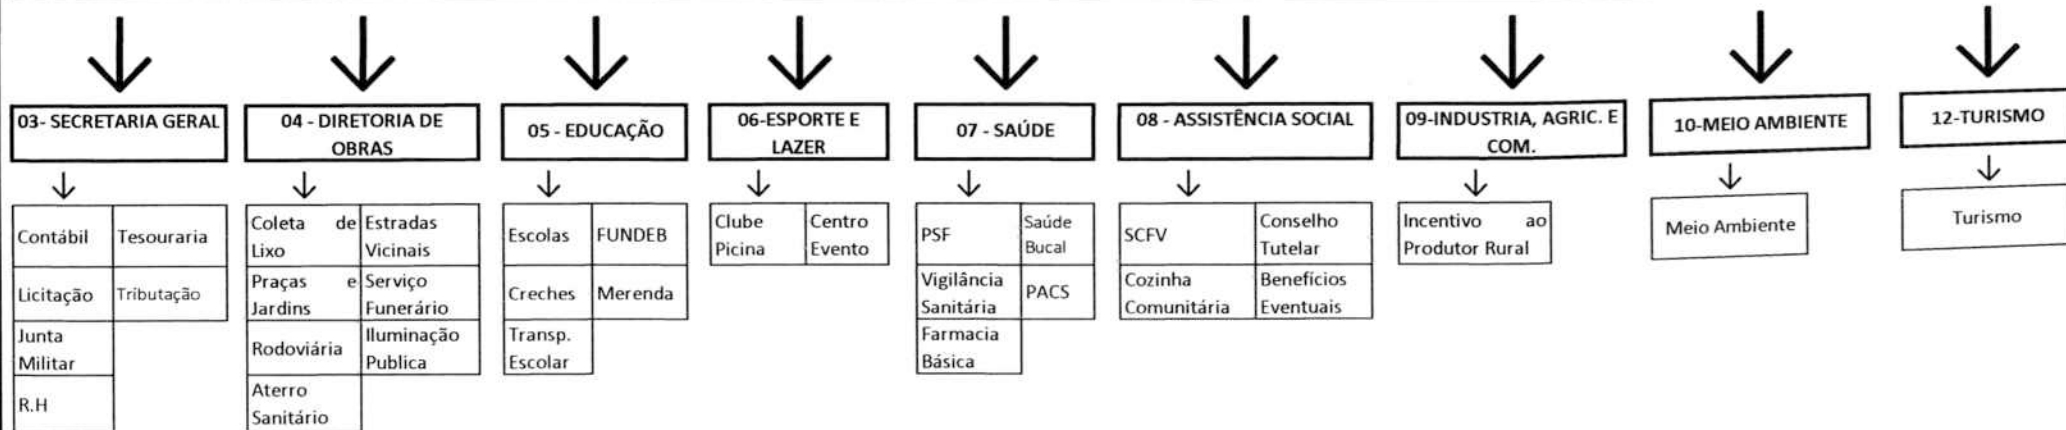 03- SECRETARIA GERAL
Contábil
Tesouraria
Licitação
Tributação
Junta
Militar
R.H
04 - DIRETORIA DE
OBRAS
Coleta de
Lixo
Estradas
Vicinais
Praças e
Jardins
Serviço
Funerário
Rodoviária
Iluminação
Publica
Aterro
Sanitário
05 - EDUCAÇÃO
Escolas
FUNDEB
Creches
Merenda
Transp.
Escolar
06-ESPORTE E
LAZER
Clube
Picina
Centro
Evento
07 - SAÚDE
PSF
Saúde
Bucal
Vigilância
Sanitária
PACS
Farmacia
Básica
08 - ASSISTÊNCIA SOCIAL
SCFV
Conselho
Tutelar
Cozinha
Comunitária
Benefícios
Eventuais
09-INDUSTRIA, AGRIC. E
COM.
Incentivo ao
Produtor Rural
10-MEIO AMBIENTE
Meio Ambiente
12-TURISMO
Turismo